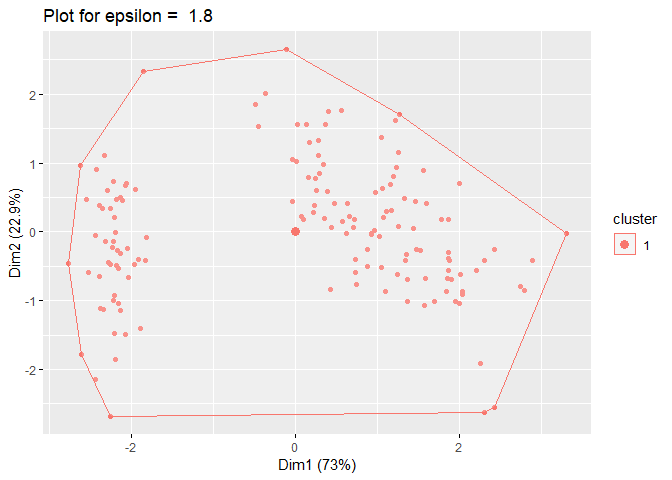 Plot for epsilon = 1.8
2
1
0
-1
-2
Dim2 (22.9%)
-2
0
2
Dim1 (73%)
cluster
1